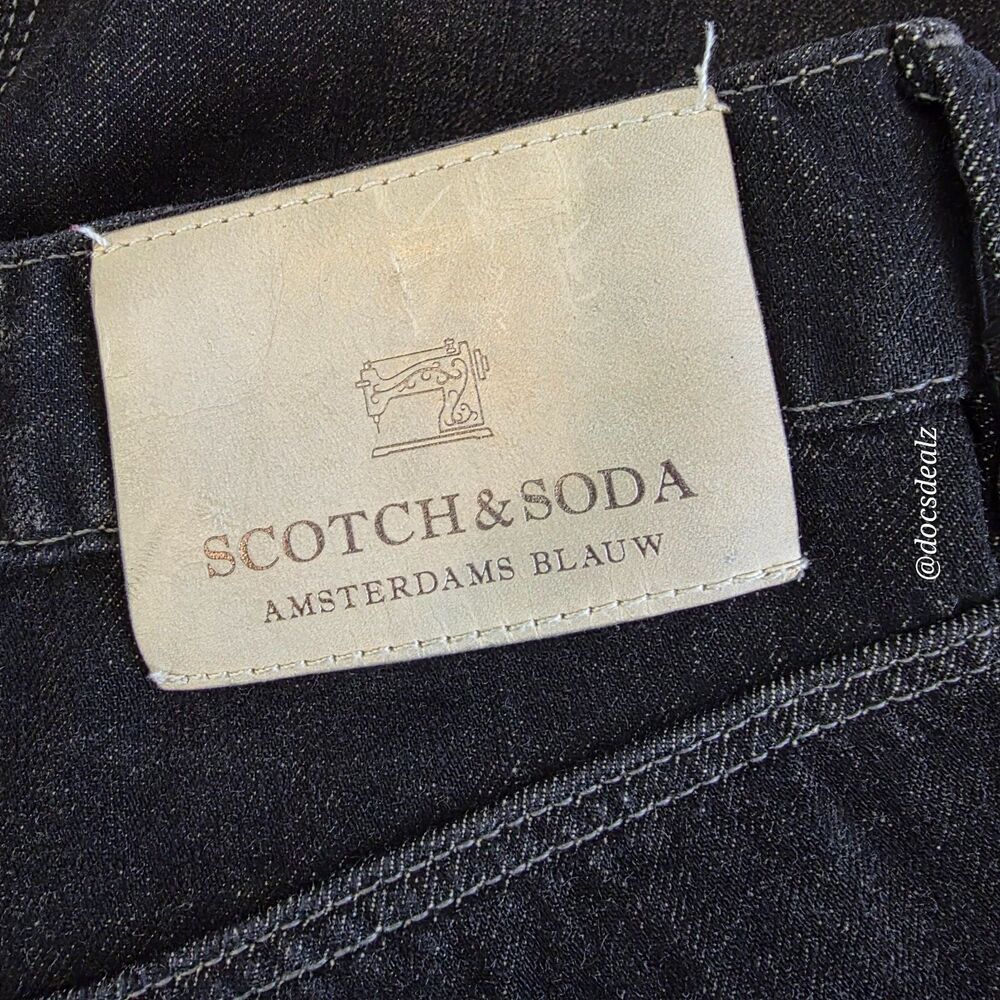 SCOTCH & SODA
AMSTERDAMS BLAUW
@docsdealz